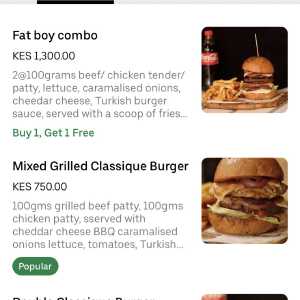 Fat boy combo
KES 1,300.00
2@100grams beef/ chicken tender/
patty, lettuce, caramalised onions,
cheedar cheese, Turkish burger
sauce, served with a scoop of fries...
Buy 1, Get 1 Free
Mixed Grilled Classique Burger
KES 750.00
100gms grilled beef patty, 100gms
chicken patty, sserved with
cheddar cheese BBQ caramalised
onions lettuce, tomatoes, Turkish...
Popular